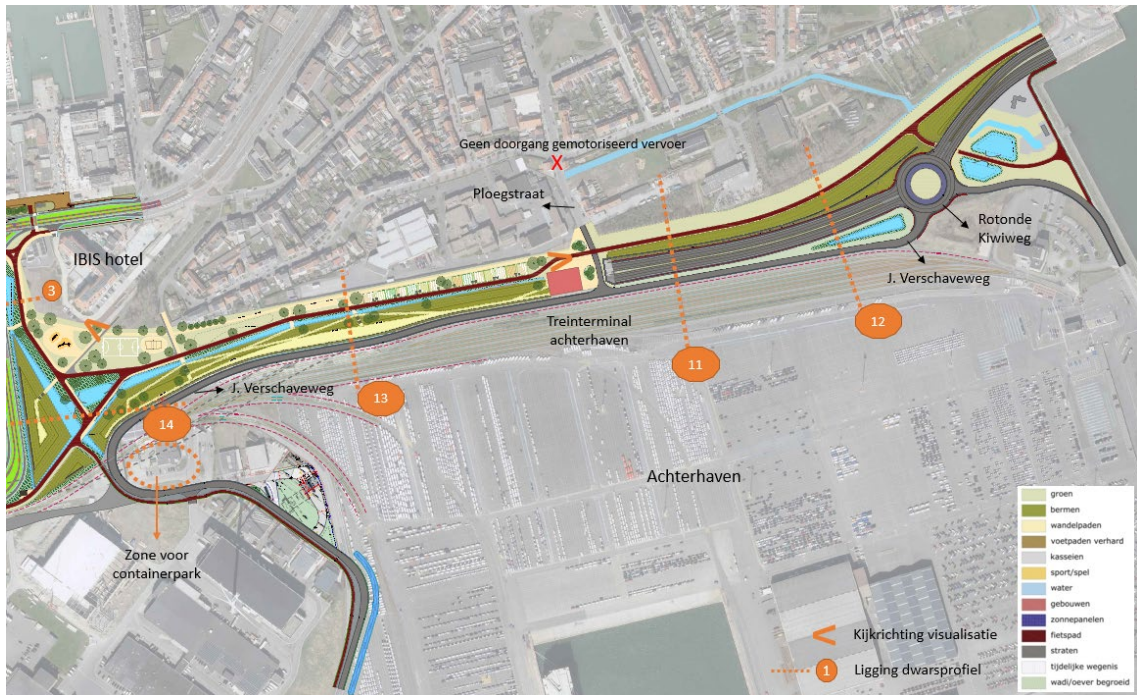 Geen doorgang gemotoriseerd vervoer
X
Ploegstraat
Rotonde
Kiwiweg
IBIS hotel
J. Verschaveweg
3
12
Treinterminal
achterhaven
11
J. Verschaveweg
13
14
Achterhaven
Zone voor
containerpark
groen
bermen
wandelpaden
voetpaden verhard
kasseien
sport/spel
water
gebouwen
zonnepanelen
fietspad
straten
tijdelijke wegenis
wadi/oever begroeid
Kijkrichting visualisatie
1
Ligging dwarsprofiel